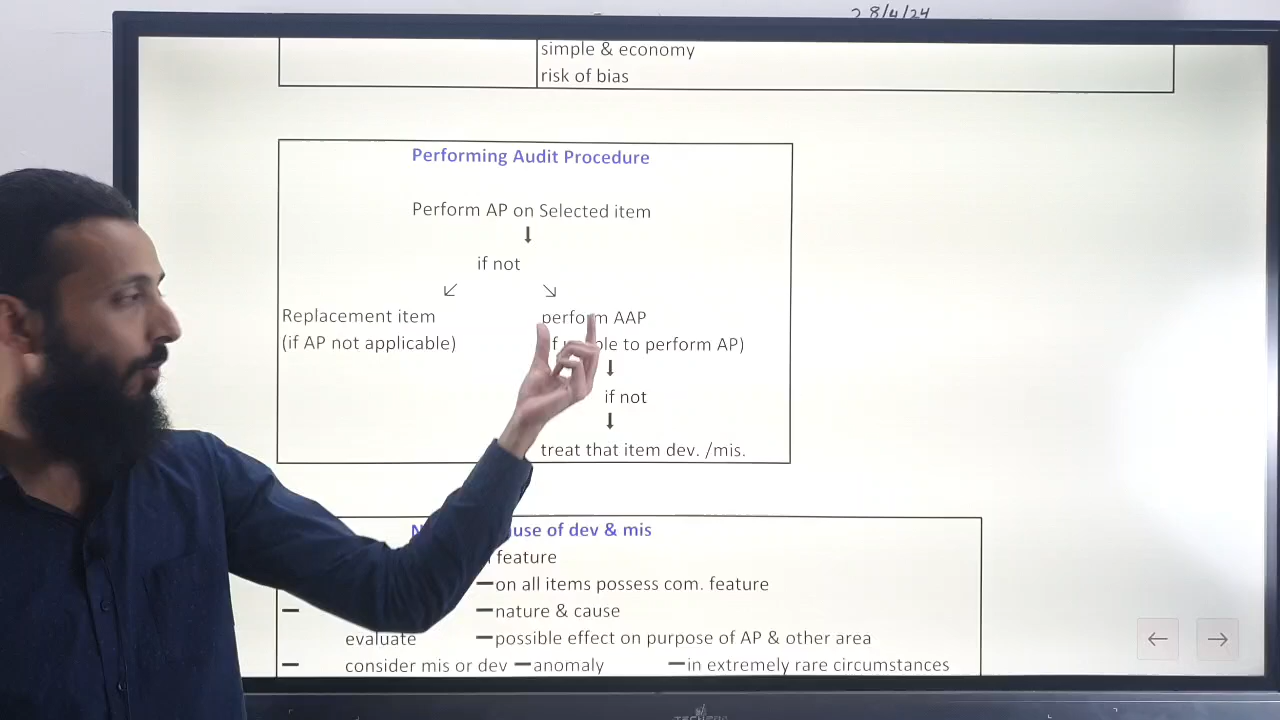 28/4/24
simple & economy
risk of bias
Performing Audit Procedure
Perform AP on Selected item
if not
Replacement item perform AAP
(if AP not applicable) to perform AP)
if not
treat that item dev. /mis.
of dev & mis
feature
on all items possess com. feature
nature & cause
evaluate possible effect on purpose of AP & other area
consider mis or dev anomaly in extremely rare circumstances